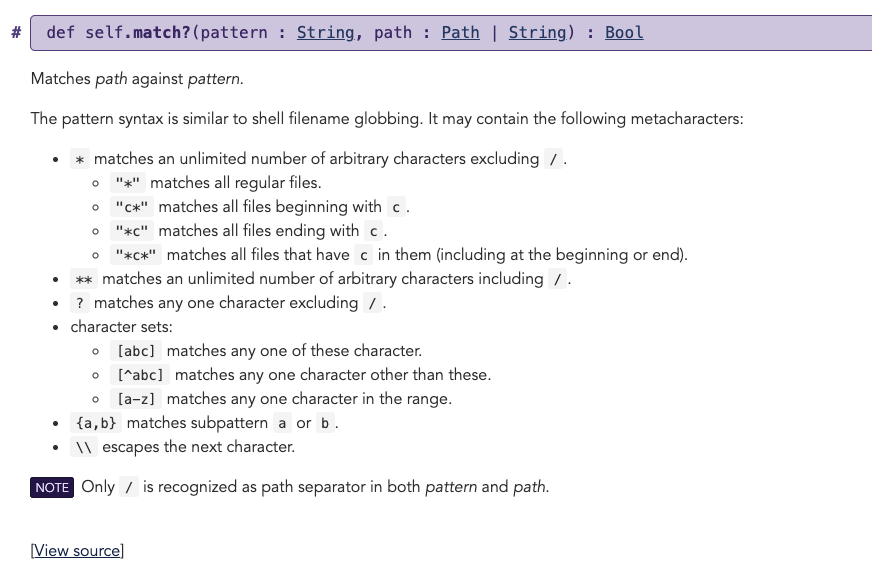 # def self.match?(pattern : String, path : Path | String) : Bool
Matches path against pattern.
The pattern syntax is similar to shell filename globbing. It may contain the following metacharacters:
• * matches an unlimited number of arbitrary characters excluding / .
◦ "*" matches all regular files.
◦ "c*" matches all files beginning with c .
◦ "*c" matches all files ending with c .
◦ "*c*" matches all files that have c in them (including at the beginning or end).
• ** matches an unlimited number of arbitrary characters including / .
• ? matches any one character excluding / .
• character sets:
◦ [abc] matches any one of these character.
◦ [^abc] matches any one character other than these.
◦ [a-z] matches any one character in the range.
• {a,b} matches subpattern a or b .
• \\ escapes the next character.
NOTE Only / is recognized as path separator in both pattern and path.
[View source]